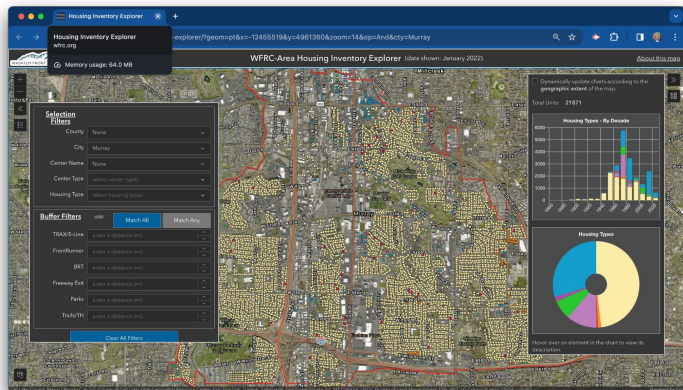 Housing Inventory Explorer
Housing Inventory Explorer
wfrc.org
Memory usage: 64.0 MB
-explorer/?geom=pt&x=-12455519&y=4961360&zoom=14&op=And&cty=Murray
WASATCH FRONT
WFRC-Area Housing Inventory Explorer (data shown: January 2022)
About this map
Selection
Filters
County None
City Murray
Center Name None
Center Type select center types
Housing Type select housing types
Buffer Filters
Match All
Match Any
TRAX/S-Line enter a distance (mi)
FrontRunner enter a distance (mi)
BRT enter a distance (mi)
Freeway Exit enter a distance (mi)
Parks enter a distance (mi)
Trails/TH enter a distance (mi)
Clear All Filters
Millcreek
Murray
Dynamically update charts according to the
geographic extent of the map.
Total Units: 21871
Housing Types - By Decade
6000
5000
4000
3000
2000
1000
0
Housing Types
Hover over an element in the chart to view its
description